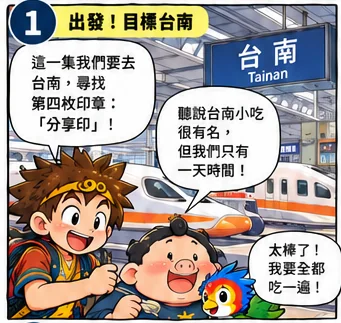 1 出發！目標台南
這一集我們要去
台南，尋找
第四枚印章：
「分享印」！
台南
Tainan
聽說台南小吃
很有名，
但我們只有
一天時間！
太棒了！
我要全都
吃一遍！